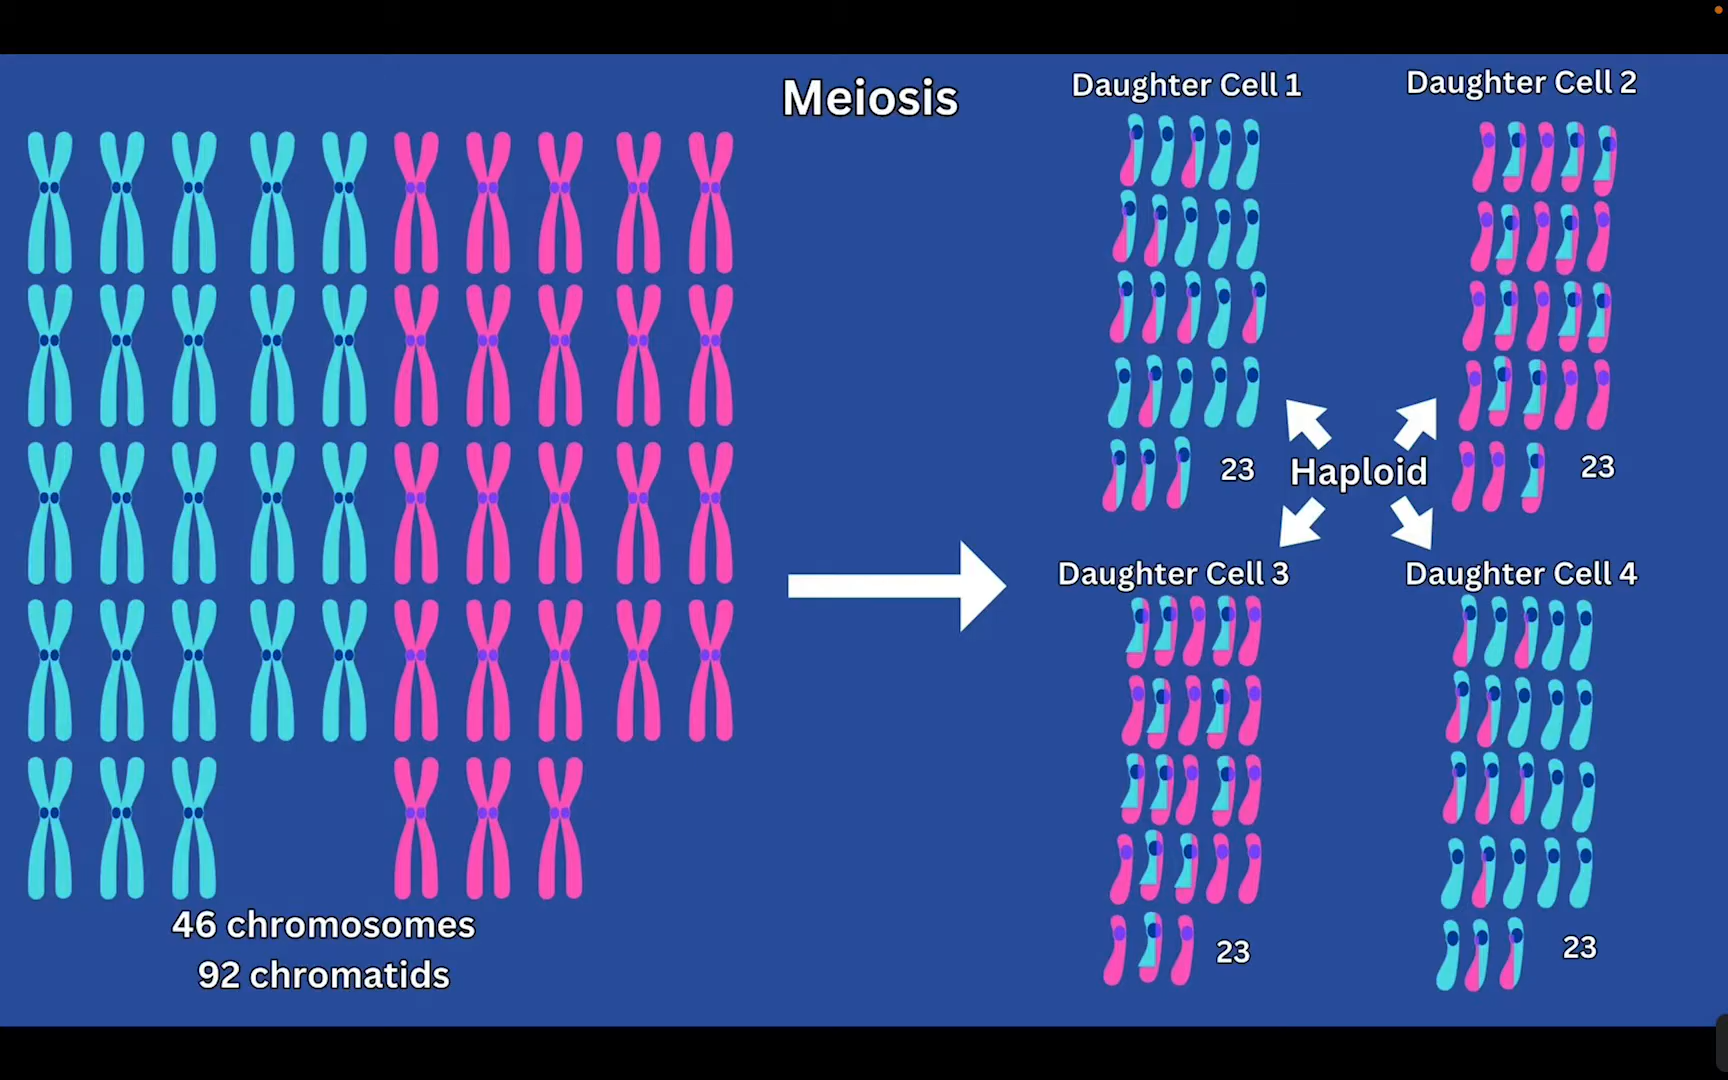 Meiosis
Daughter Cell 1
Daughter Cell 2
23
Haploid
23
Daughter Cell 3
Daughter Cell 4
23
23
46 chromosomes
92 chromatids